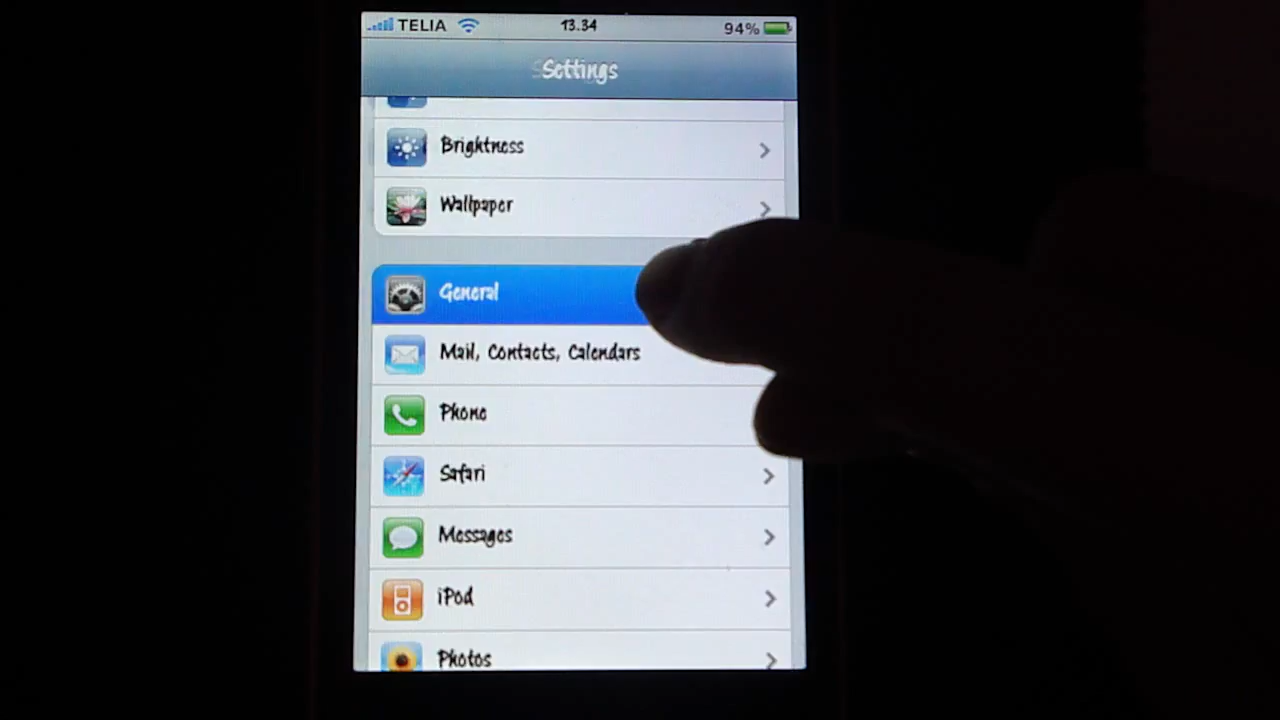 TELIA 13.34 94%
Settings
Brightness
Wallpaper
General
Mail, Contacts, Calendars
Phone
Safari
Messages
iPod
Photos